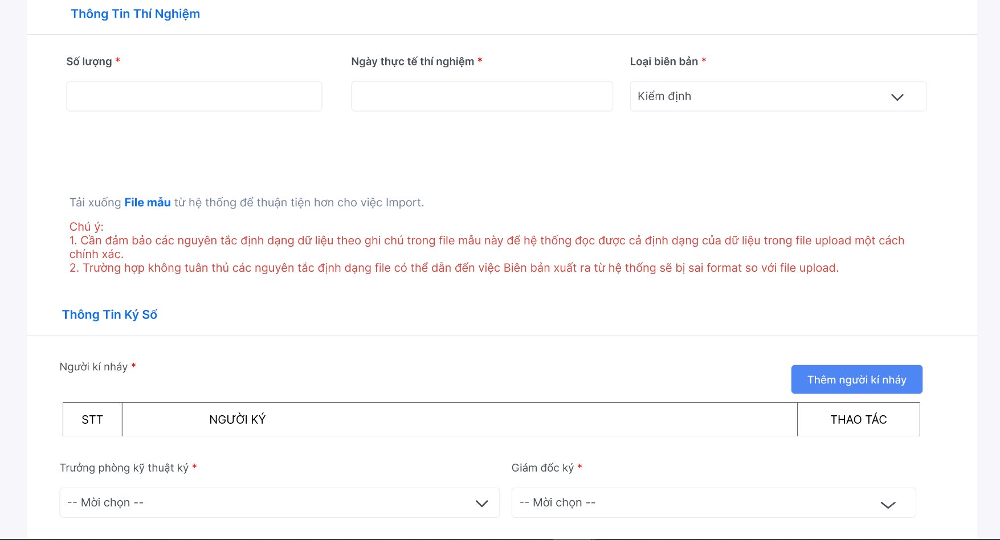 Thông Tin Thí Nghiệm
Số lượng *
Ngày thực tế thí nghiệm *
Loại biên bản *
Kiểm định
Tải xuống File mẫu từ hệ thống để thuận tiện hơn cho việc Import.
Chú ý:
1. Cần đảm bảo các nguyên tắc định dạng dữ liệu theo ghi chú trong file mẫu này để hệ thống đọc được cả định dạng của dữ liệu trong file upload một cách
chính xác.
2. Trường hợp không tuân thủ các nguyên tắc định dạng file có thể dẫn đến việc Biên bản xuất ra từ hệ thống sẽ bị sai format so với file upload.
Thông Tin Ký Số
Người kí nháy *
Thêm người kí nháy
STT
NGƯỜI KÝ
THAO TÁC
Trưởng phòng kỹ thuật ký *
Giám đốc ký *
-- Mời chọn --
-- Mời chọn --